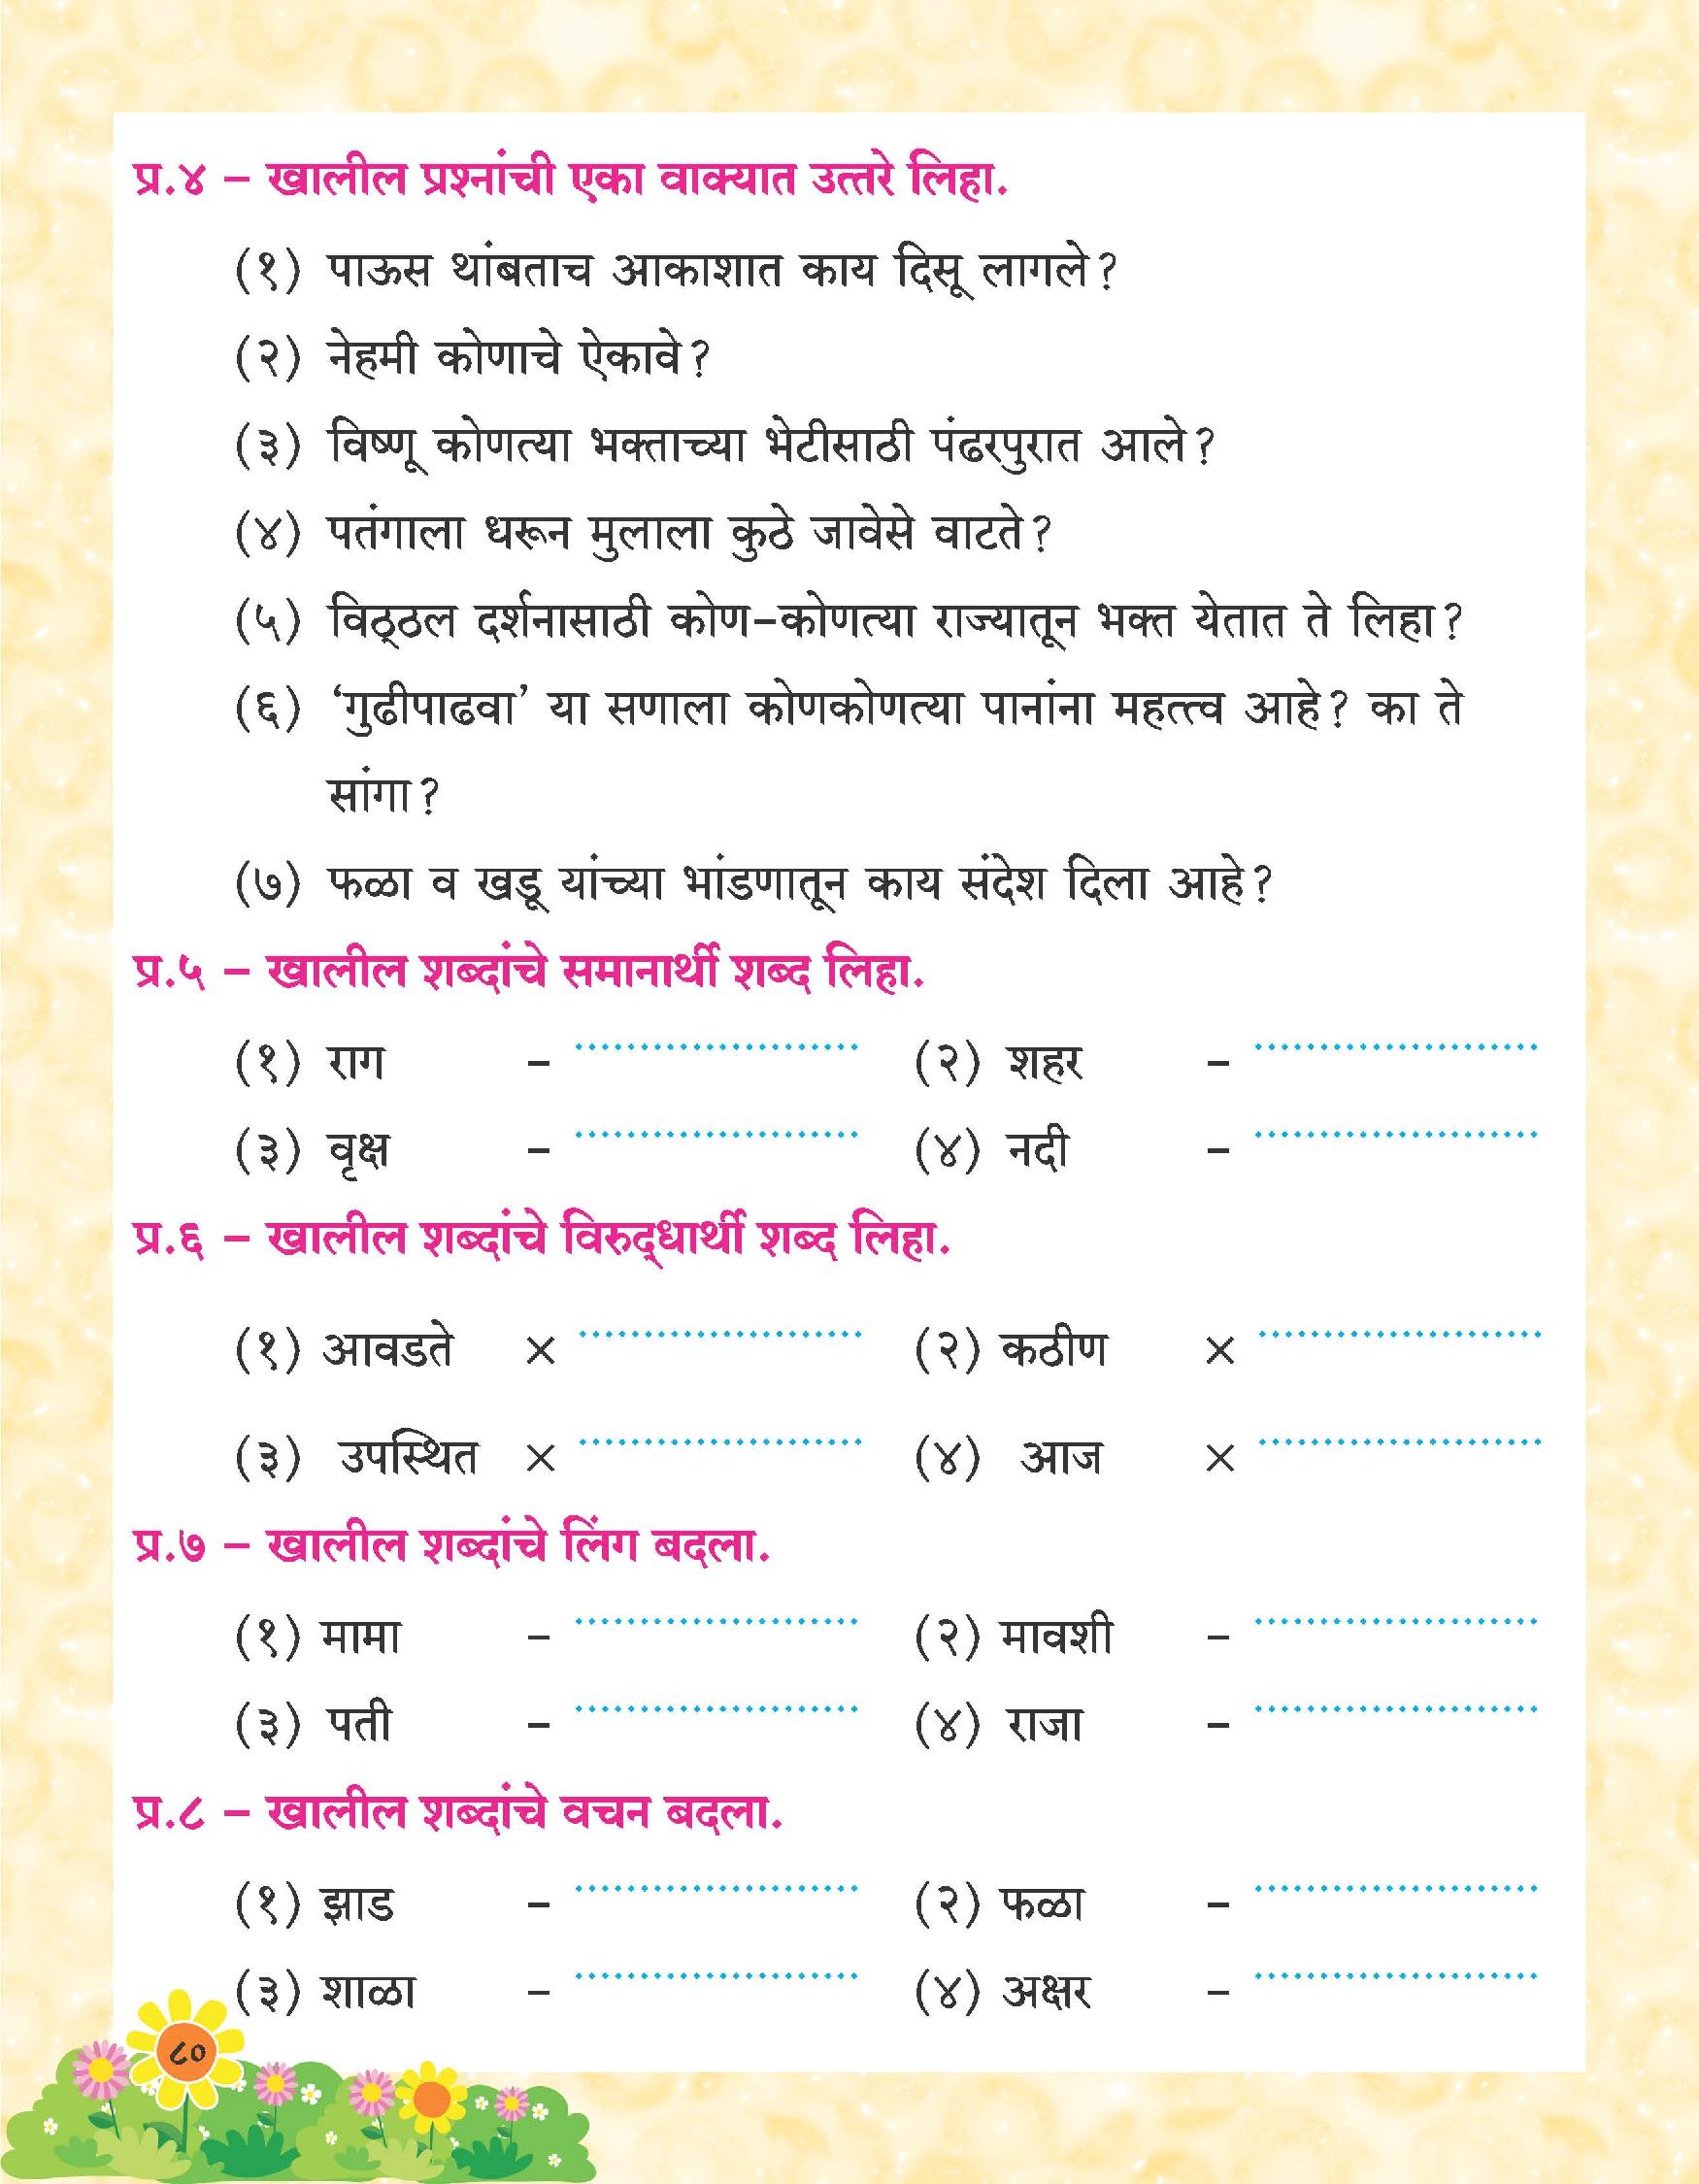 प्र.४ – खालील प्रश्नांची एका वाक्यात उत्तरे लिहा.
(१) पाऊस थांबताच आकाशात काय दिसू लागले?
(२) नेहमी कोणाचे ऐकावे?
(३) विष्णू कोणत्या भक्ताच्या भेटीसाठी पंढरपुरात आले?
(४) पतंगाला धरून मुलाला कुठे जावेसे वाटते?
(५) विठ्ठल दर्शनासाठी कोण–कोणत्या राज्यातून भक्त येतात ते लिहा?
(६) ‘गुढीपाढवा’ या सणाला कोणकोणत्या पानांना महत्त्व आहे? का ते
सांगा?
(७) फळा व खडू यांच्या भांडणातून काय संदेश दिला आहे?
प्र.५ – खालील शब्दांचे समानार्थी शब्द लिहा.
(१) राग – ...................... (२) शहर – ......................
(३) वृक्ष – ...................... (४) नदी – ......................
प्र.६ – खालील शब्दांचे विरुद्धार्थी शब्द लिहा.
(१) आवडते × ...................... (२) कठीण × ......................
(३) उपस्थित × ...................... (४) आज × ......................
प्र.७ – खालील शब्दांचे लिंग बदला.
(१) मामा – ...................... (२) मावशी – ......................
(३) पती – ...................... (४) राजा – ......................
प्र.८ – खालील शब्दांचे वचन बदला.
(१) झाड – ...................... (२) फळा – ......................
(३) शाळा – ...................... (४) अक्षर – ......................
८०